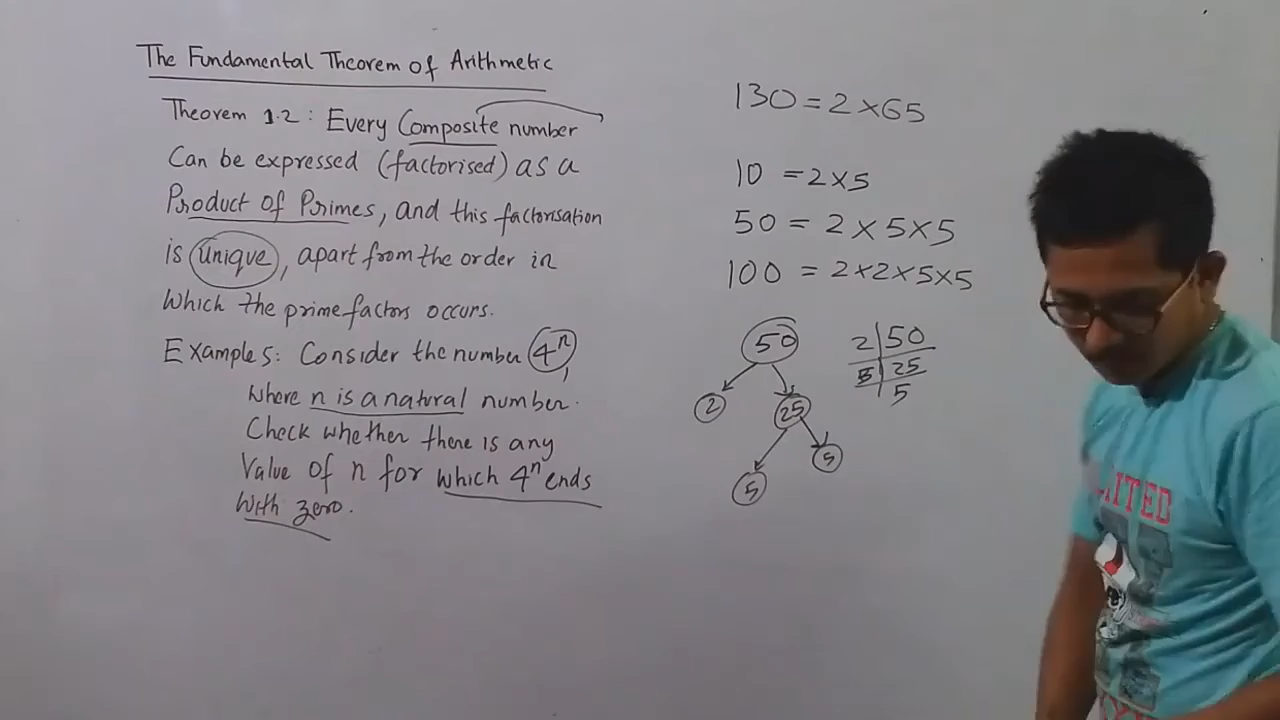 The Fundamental Theorem of Arithmetic
Theorem 1.2 : Every Composite number
Can be expressed (factorised) as a
Product of Primes, and this factorisation
is unique, apart from the order in
Which the prime factors occurs.
Example 5: Consider the number 4ⁿ,
Where n is a natural number.
Check whether there is any
Value of n for which 4ⁿ ends
With zero.
130 = 2 × 65
10 = 2 × 5
50 = 2 × 5 × 5
100 = 2 × 2 × 5 × 5
50
2 25
5 5
2 | 50
5 | 25
5